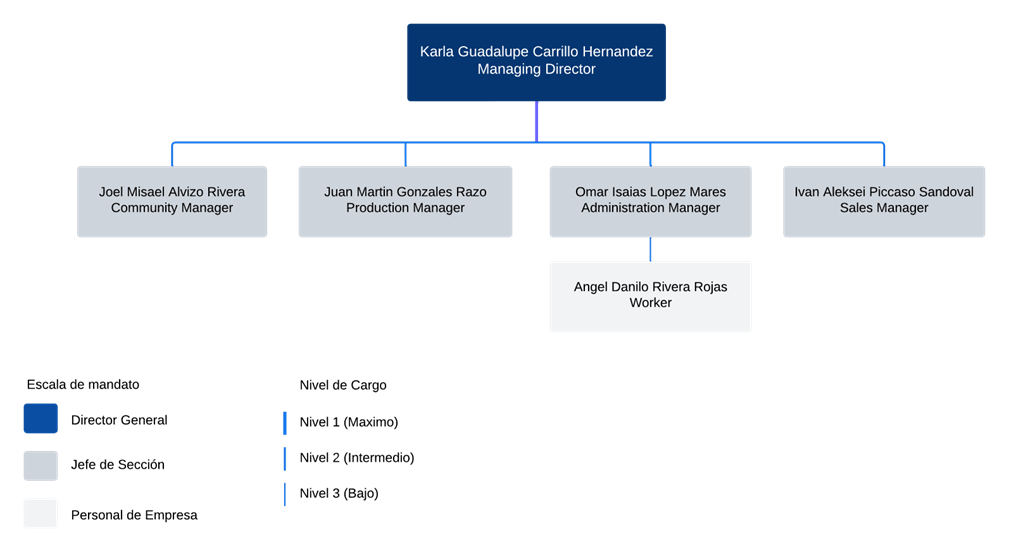 Karla Guadalupe Carrillo Hernandez
Managing Director
Joel Misael Alvizo Rivera
Community Manager
Juan Martin Gonzales Razo
Production Manager
Omar Isaias Lopez Mares
Administration Manager
Ivan Aleksei Piccaso Sandoval
Sales Manager
Angel Danilo Rivera Rojas
Worker
Escala de mandato
Director General
Jefe de Sección
Personal de Empresa
Nivel de Cargo
Nivel 1 (Maximo)
Nivel 2 (Intermedio)
Nivel 3 (Bajo)